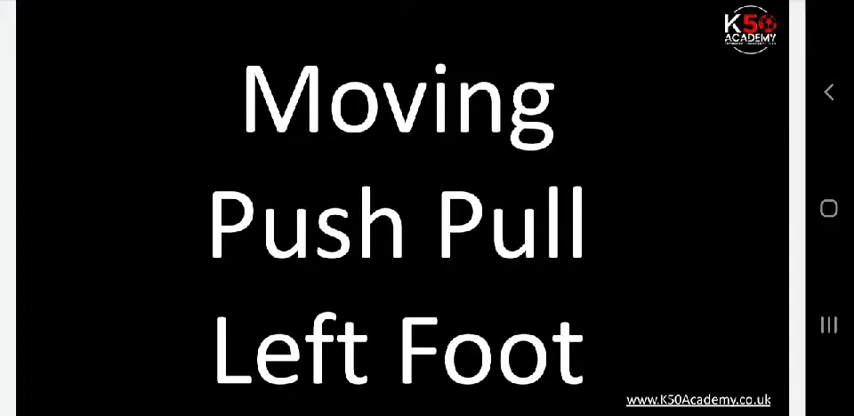 K50
ACADEMY
Moving
Push Pull
Left Foot
www.K50Academy.co.uk